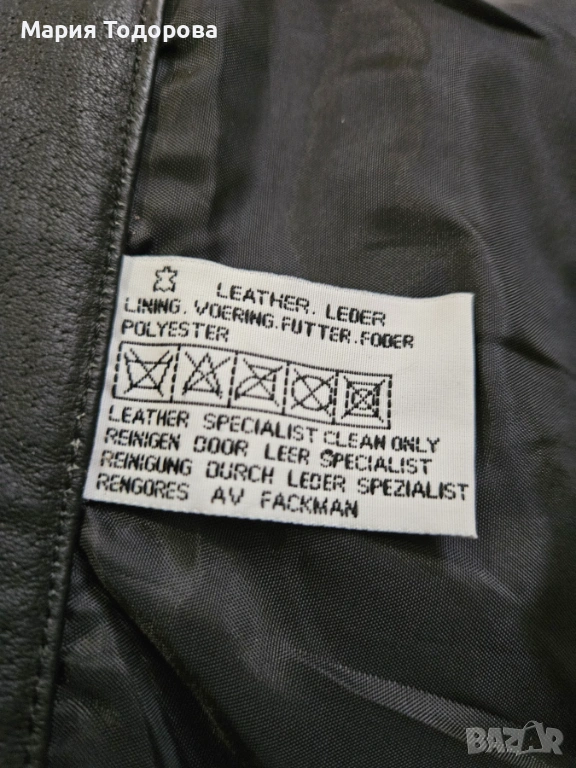 Мария Тодорова
LEATHER. LEDER
LINING. VOERING. FUTTER. FODER
POLYESTER
LEATHER SPECIALIST CLEAN ONLY
REINIGEN DOOR LEER SPECIALIST
REINIGUNG DURCH LEDER SPEZIALIST
RENGORES AV FACKMAN
BAZAR